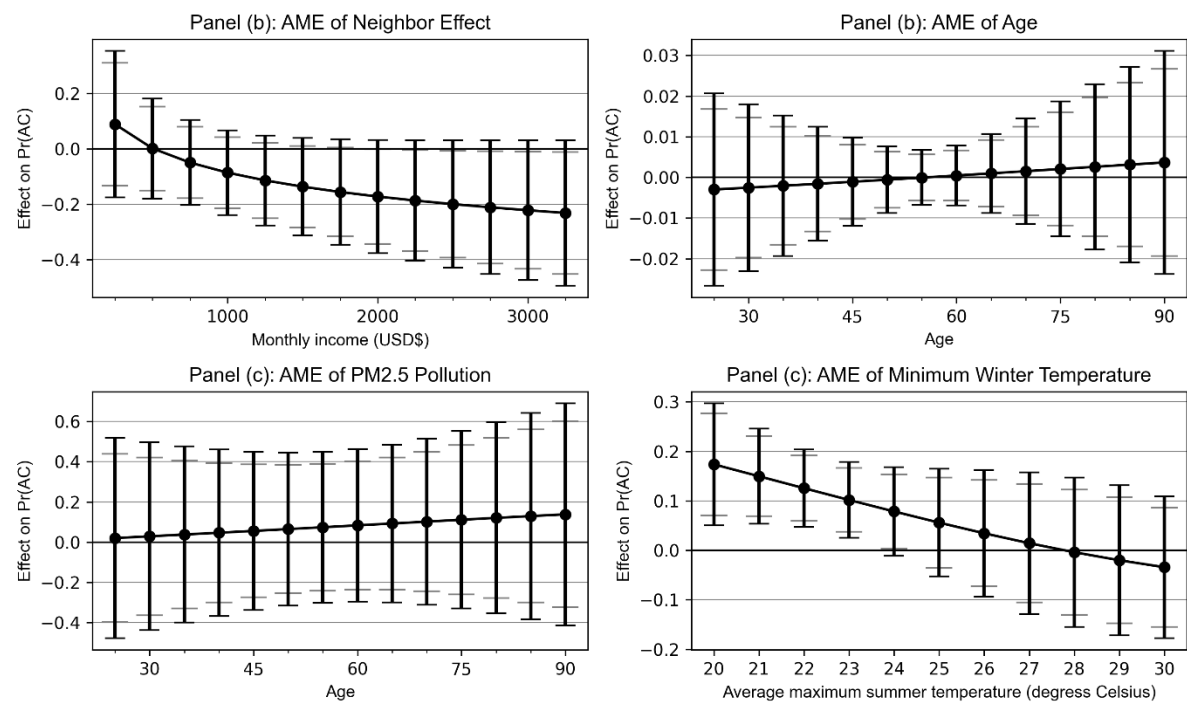 Panel (b): AME of Neighbor Effect
Effect on Pr(AC)
0.2
0.0
−0.2
−0.4
1000 2000 3000
Monthly income (USD$)
Panel (b): AME of Age
Effect on Pr(AC)
0.03
0.02
0.01
0.00
−0.01
−0.02
30 45 60 75 90
Age
Panel (c): AME of PM2.5 Pollution
Effect on Pr(AC)
0.6
0.4
0.2
0.0
−0.2
−0.4
30 45 60 75 90
Age
Panel (c): AME of Minimum Winter Temperature
Effect on Pr(AC)
0.3
0.2
0.1
0.0
−0.1
−0.2
20 21 22 23 24 25 26 27 28 29 30
Average maximum summer temperature (degress Celsius)